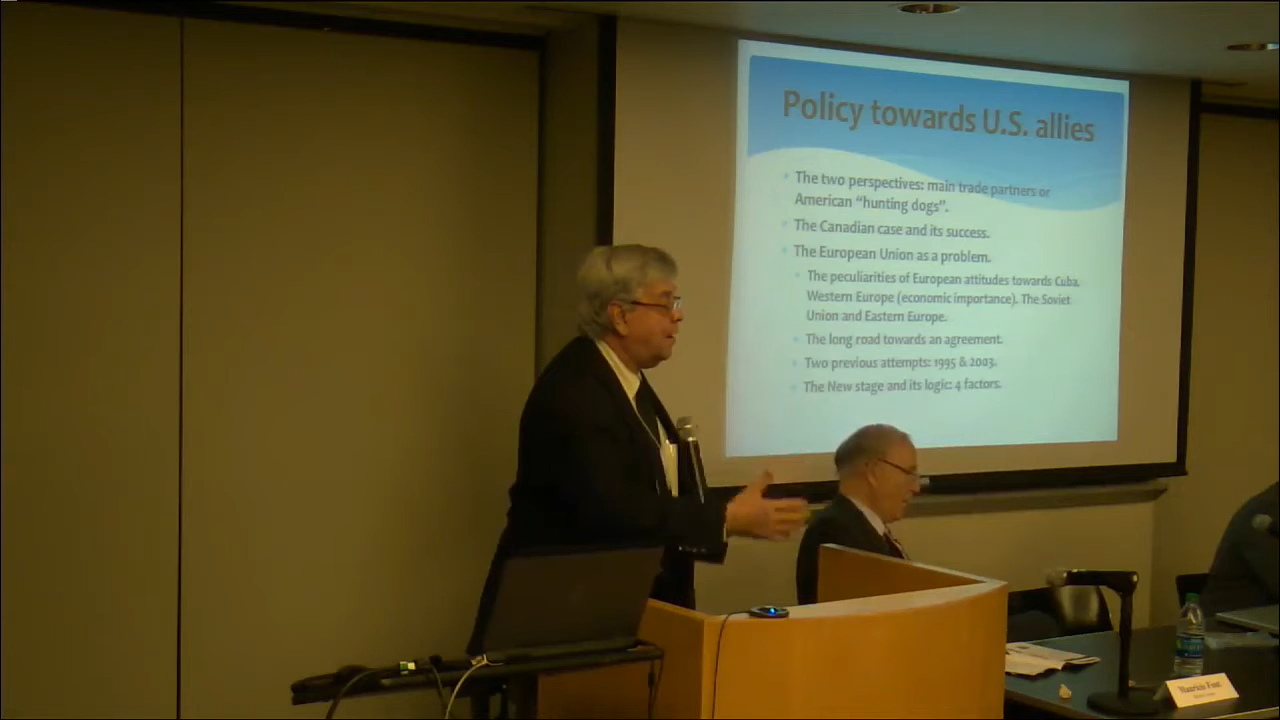 Policy towards U.S. allies
The two perspectives: main trade partners or
American “hunting dogs”.
The Canadian case and its success.
The European Union as a problem.
The peculiarities of European attitudes towards Cuba.
Western Europe (economic importance). The Soviet
Union and Eastern Europe.
The long road towards an agreement.
Two previous attempts: 1995 & 2003.
The New stage and its logic: 4 factors.
Mauricio Font